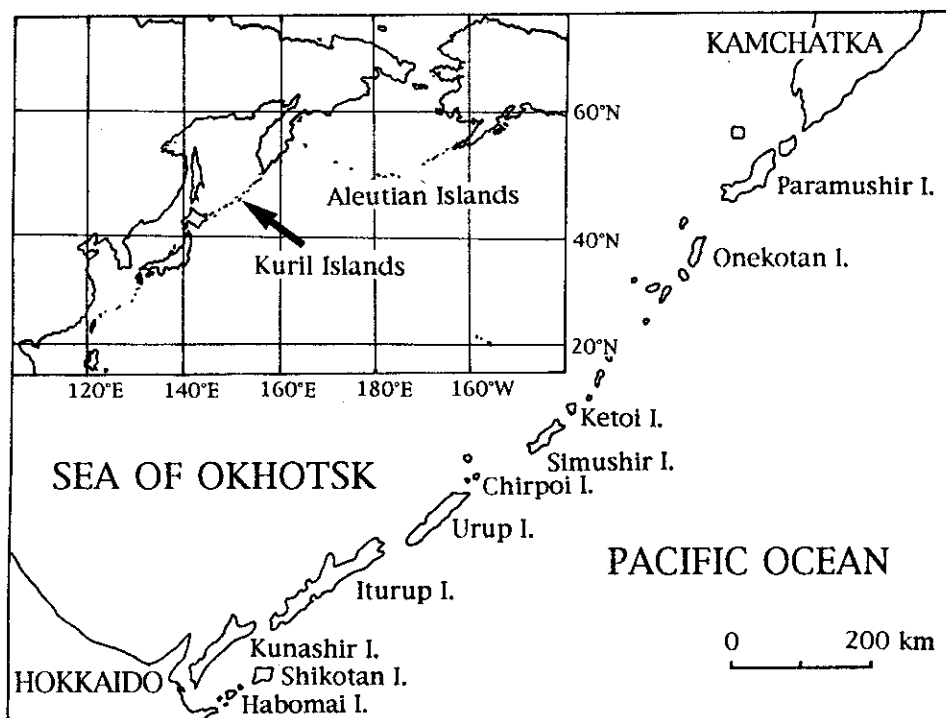 KAMCHATKA
60°N
Paramushir I.
Aleutian Islands
40°N
Onekotan I.
Kuril Islands
20°N
120°E 140°E 160°E 180° 160°W
Ketoi I.
Simushir I.
SEA OF OKHOTSK
Chirpoi I.
Urup I.
PACIFIC OCEAN
Iturup I.
0 200 km
Kunashir I.
HOKKAIDO
Shikotan I.
Habomai I.